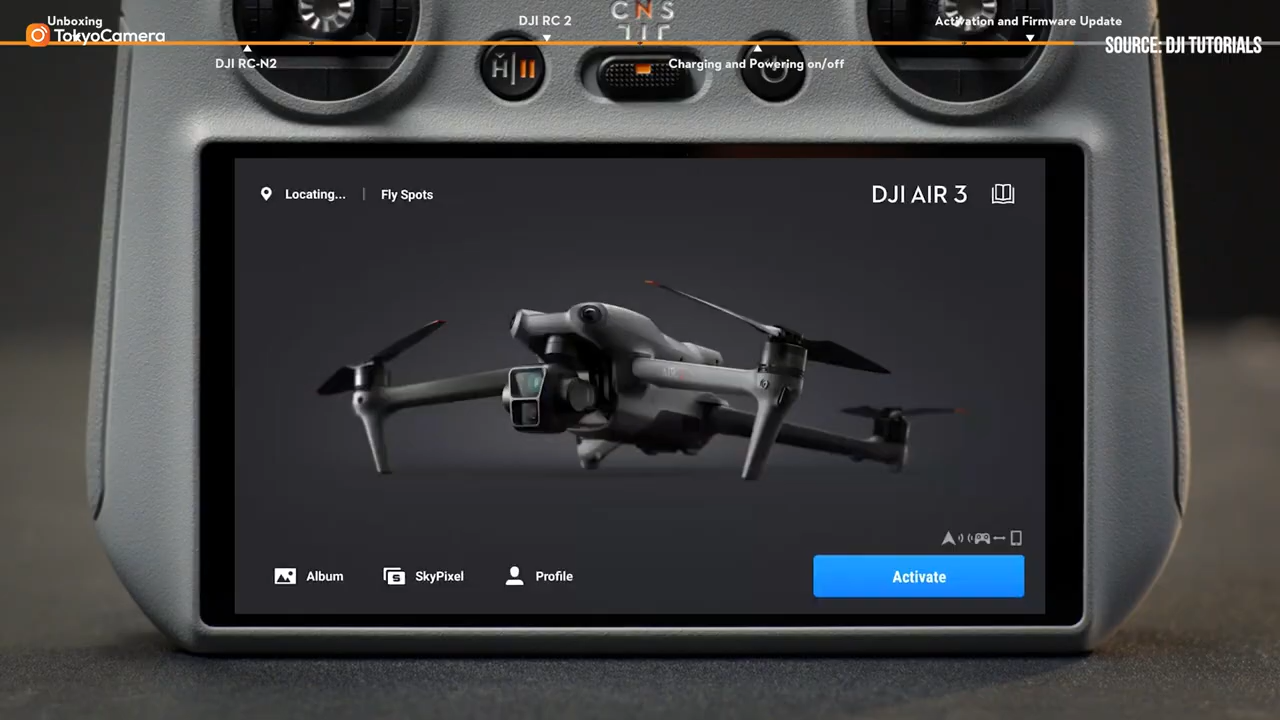 Unboxing
TokyoCamera
DJI RC 2
Activation and Firmware Update
SOURCE: DJI TUTORIALS
DJI RC-N2
Charging and Powering on/off
C N S
Locating... | Fly Spots
DJI AIR 3
Album
SkyPixel
Profile
Activate